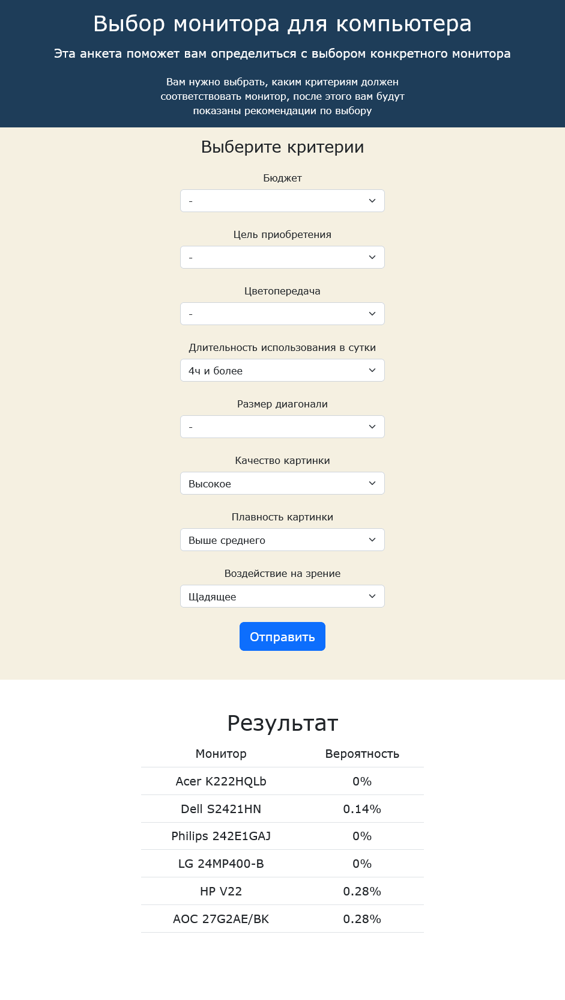 Выбор монитора для компьютера
Эта анкета поможет вам определиться с выбором конкретного монитора
Вам нужно выбрать, каким критериям должен
соответствовать монитор, после этого вам будут
показаны рекомендации по выбору
Выберите критерии
Бюджет
-
Цель приобретения
-
Цветопередача
-
Длительность использования в сутки
4ч и более
Размер диагонали
-
Качество картинки
Высокое
Плавность картинки
Выше среднего
Воздействие на зрение
Щадящее
Отправить
Результат
Монитор Вероятность
Acer K222HQLb 0%
Dell S2421HN 0.14%
Philips 242E1GAJ 0%
LG 24MP400-B 0%
HP V22 0.28%
AOC 27G2AE/BK 0.28%